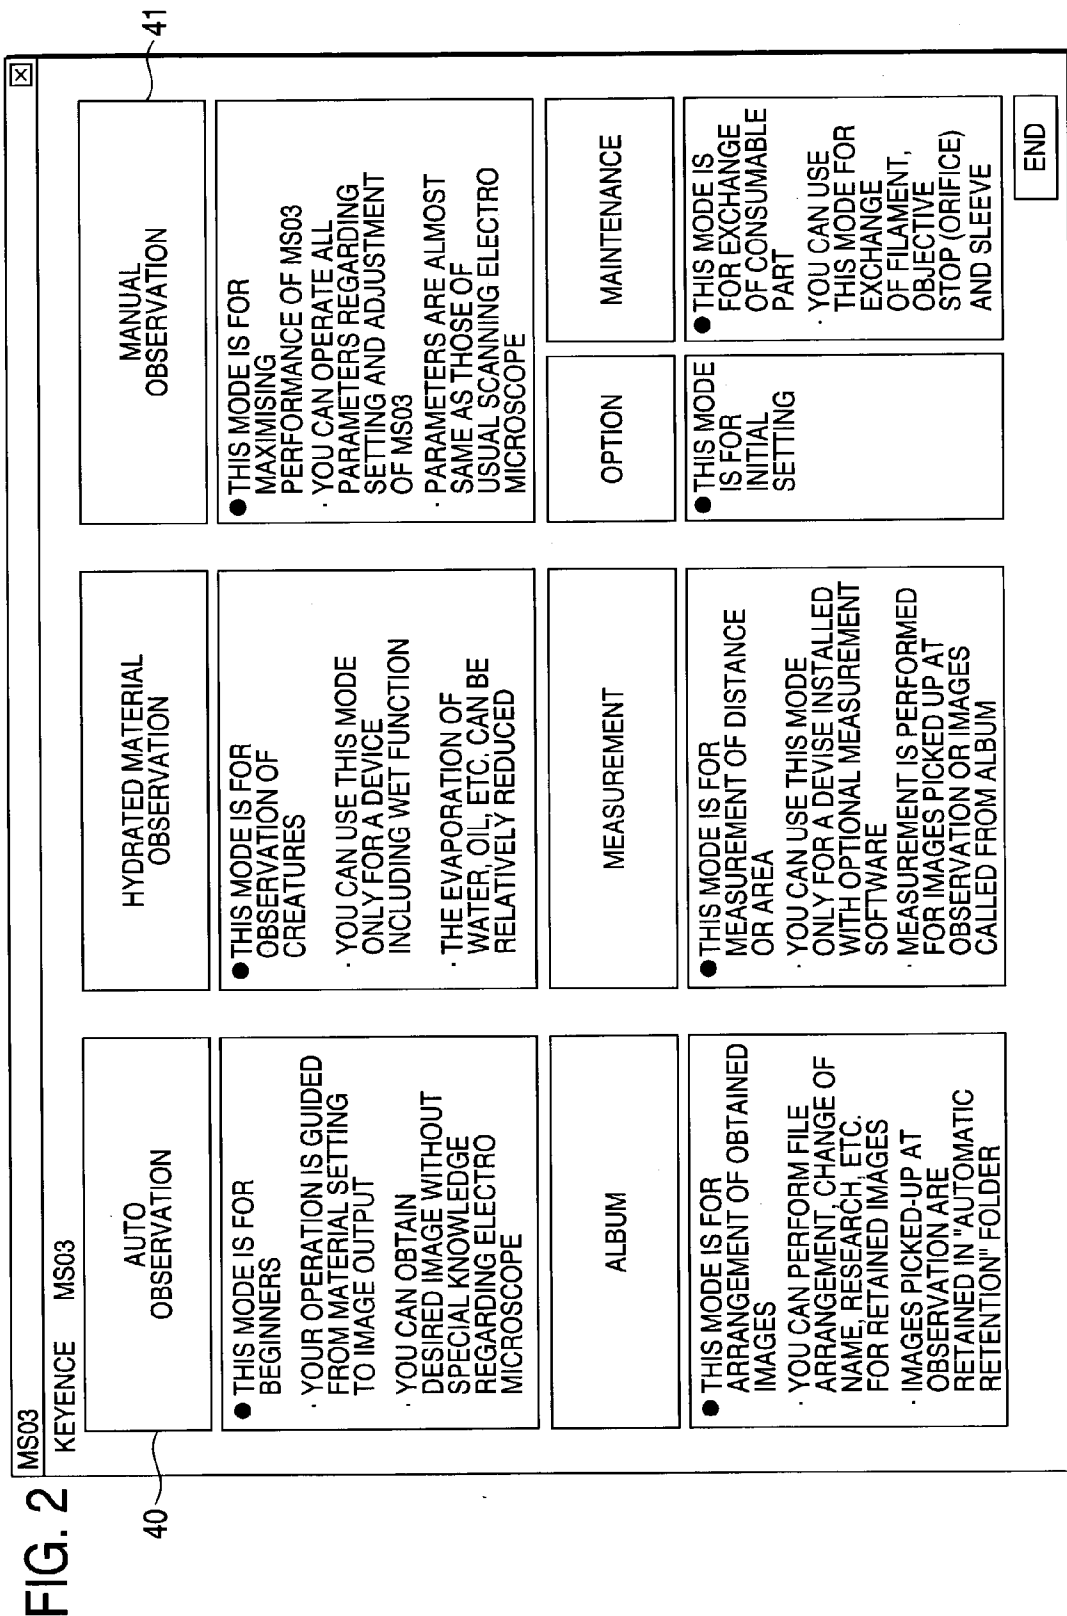 FIG. 2
MS03
KEYENCE MS03
40
41
AUTO
OBSERVATION
● THIS MODE IS FOR
BEGINNERS
· YOUR OPERATION IS GUIDED
FROM MATERIAL SETTING
TO IMAGE OUTPUT
· YOU CAN OBTAIN
DESIRED IMAGE WITHOUT
SPECIAL KNOWLEDGE
REGARDING ELECTRO
MICROSCOPE
HYDRATED MATERIAL
OBSERVATION
● THIS MODE IS FOR
OBSERVATION OF
CREATURES
· YOU CAN USE THIS MODE
ONLY FOR A DEVICE
INCLUDING WET FUNCTION
· THE EVAPORATION OF
WATER, OIL, ETC. CAN BE
RELATIVELY REDUCED
MANUAL
OBSERVATION
● THIS MODE IS FOR
MAXIMISING
PERFORMANCE OF MS03
· YOU CAN OPERATE ALL
PARAMETERS REGARDING
SETTING AND ADJUSTMENT
OF MS03
· PARAMETERS ARE ALMOST
SAME AS THOSE OF
USUAL SCANNING ELECTRO
MICROSCOPE
ALBUM
● THIS MODE IS FOR
ARRANGEMENT OF OBTAINED
IMAGES
· YOU CAN PERFORM FILE
ARRANGEMENT, CHANGE OF
NAME, RESEARCH, ETC.
FOR RETAINED IMAGES
· IMAGES PICKED-UP AT
OBSERVATION ARE
RETAINED IN "AUTOMATIC
RETENTION" FOLDER
MEASUREMENT
● THIS MODE IS FOR
MEASUREMENT OF DISTANCE
OR AREA
· YOU CAN USE THIS MODE
ONLY FOR A DEVISE INSTALLED
WITH OPTIONAL MEASUREMENT
SOFTWARE
· MEASUREMENT IS PERFORMED
FOR IMAGES PICKED UP AT
OBSERVATION OR IMAGES
CALLED FROM ALBUM
OPTION
● THIS MODE
IS FOR
INITIAL
SETTING
MAINTENANCE
● THIS MODE IS
FOR EXCHANGE
OF CONSUMABLE
PART
· YOU CAN USE
THIS MODE FOR
EXCHANGE
OF FILAMENT,
OBJECTIVE
STOP (ORIFICE)
AND SLEEVE
END